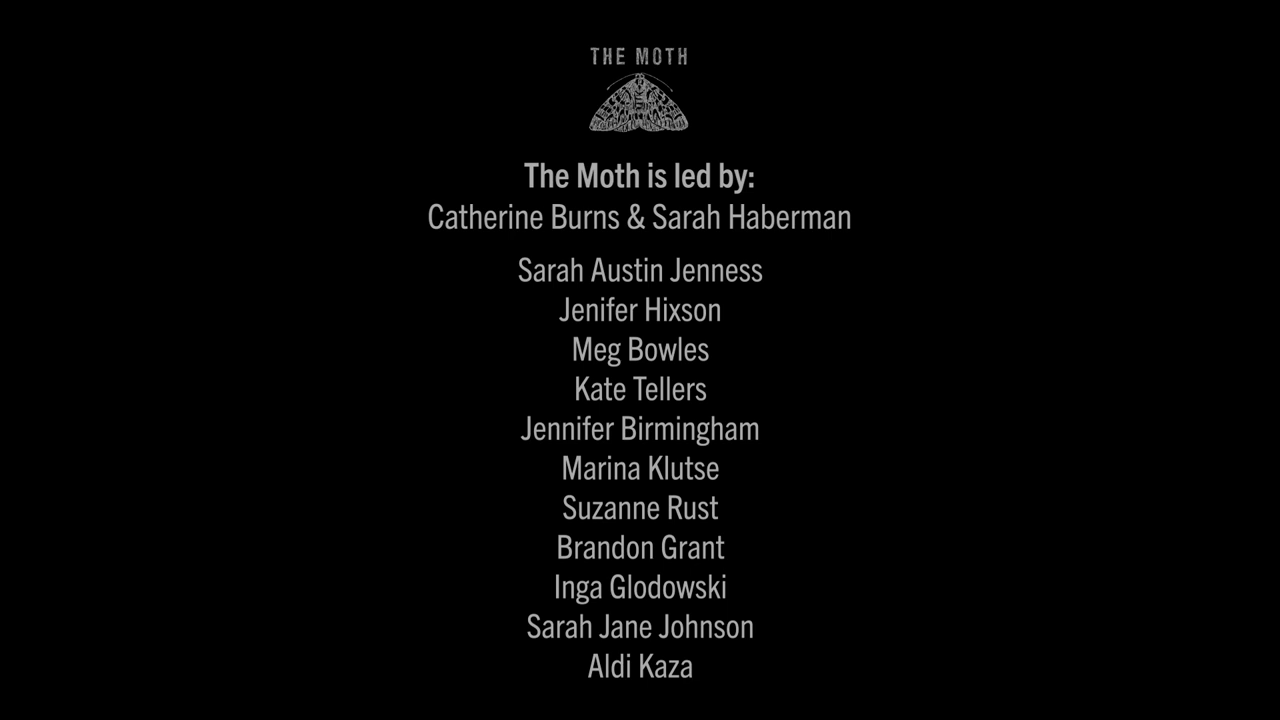 THE MOTH
The Moth is led by:
Catherine Burns & Sarah Haberman
Sarah Austin Jenness
Jenifer Hixson
Meg Bowles
Kate Tellers
Jennifer Birmingham
Marina Klutse
Suzanne Rust
Brandon Grant
Inga Glodowski
Sarah Jane Johnson
Aldi Kaza